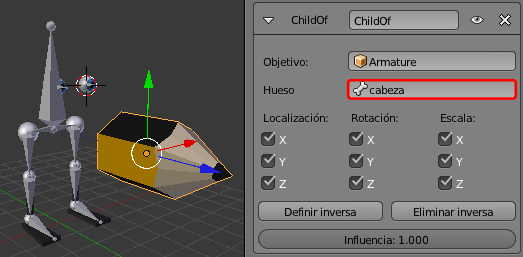 ChildOf ChildOf
Objetivo: Armature
Hueso cabeza
Localización: Rotación: Escala:
X X X
Y Y Y
Z Z Z
Definir inversa Eliminar inversa
Influencia: 1.000